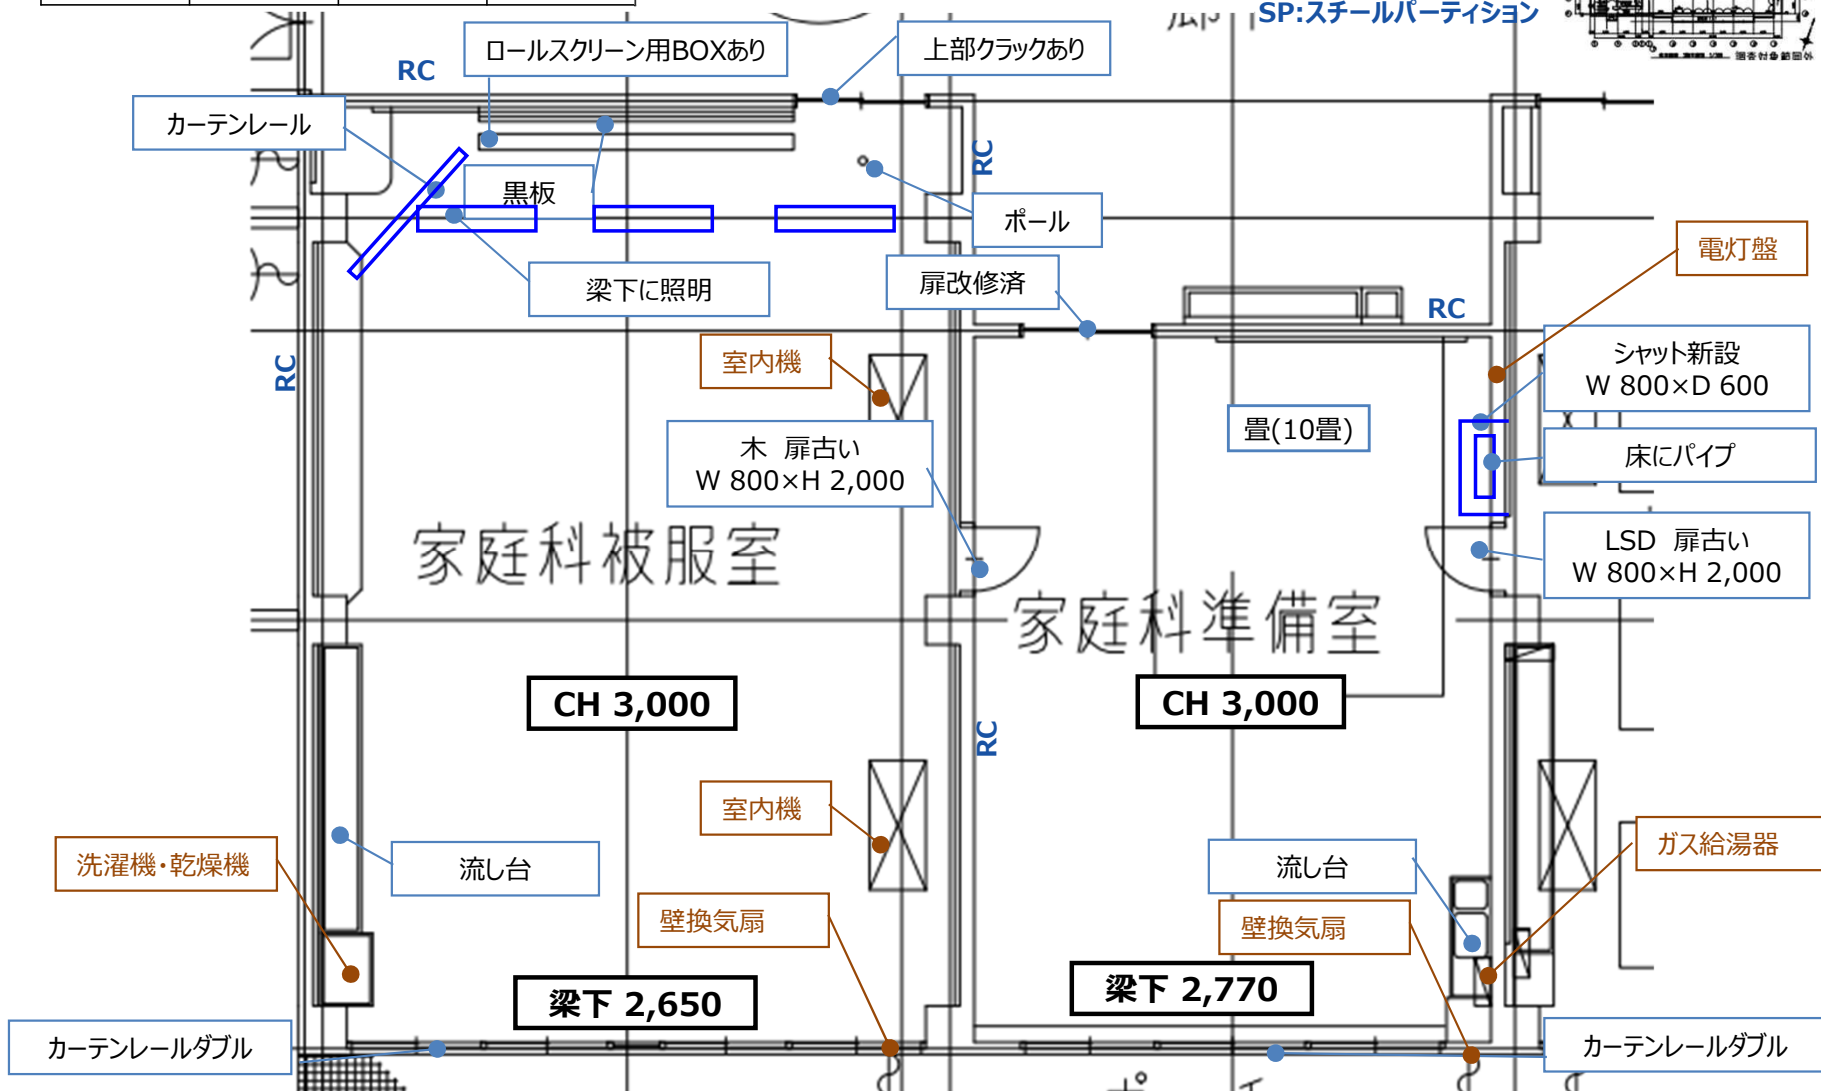 SP:スチールパーティション
調査対象範囲外
ロールスクリーン用BOXあり
上部クラックあり
RC
カーテンレール
RC
黒板
ポール
電灯盤
梁下に照明
扉改修済
RC
シャット新設
W 800×D 600
室内機
RC
畳(10畳)
木 扉古い
W 800×H 2,000
床にパイプ
家庭科被服室
LSD 扉古い
W 800×H 2,000
家庭科準備室
CH 3,000
CH 3,000
RC
室内機
ガス給湯器
洗濯機・乾燥機
流し台
流し台
壁換気扇
壁換気扇
梁下 2,650
梁下 2,770
カーテンレールダブル
カーテンレールダブル